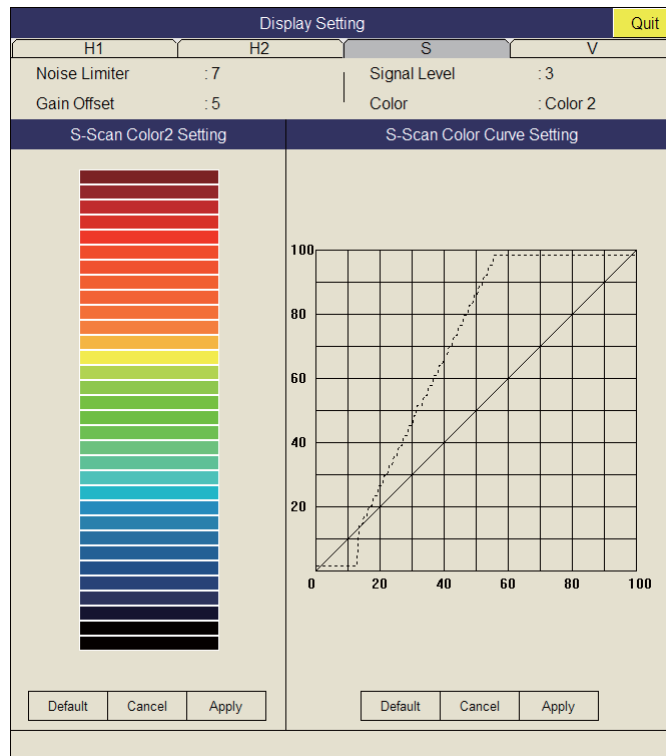 Display Setting
Quit
H1 H2 S V
Noise Limiter : 7 Signal Level : 3
Gain Offset : 5 Color : Color 2
S-Scan Color2 Setting
S-Scan Color Curve Setting
100
80
60
40
20
0 20 40 60 80 100
Default Cancel Apply
Default Cancel Apply